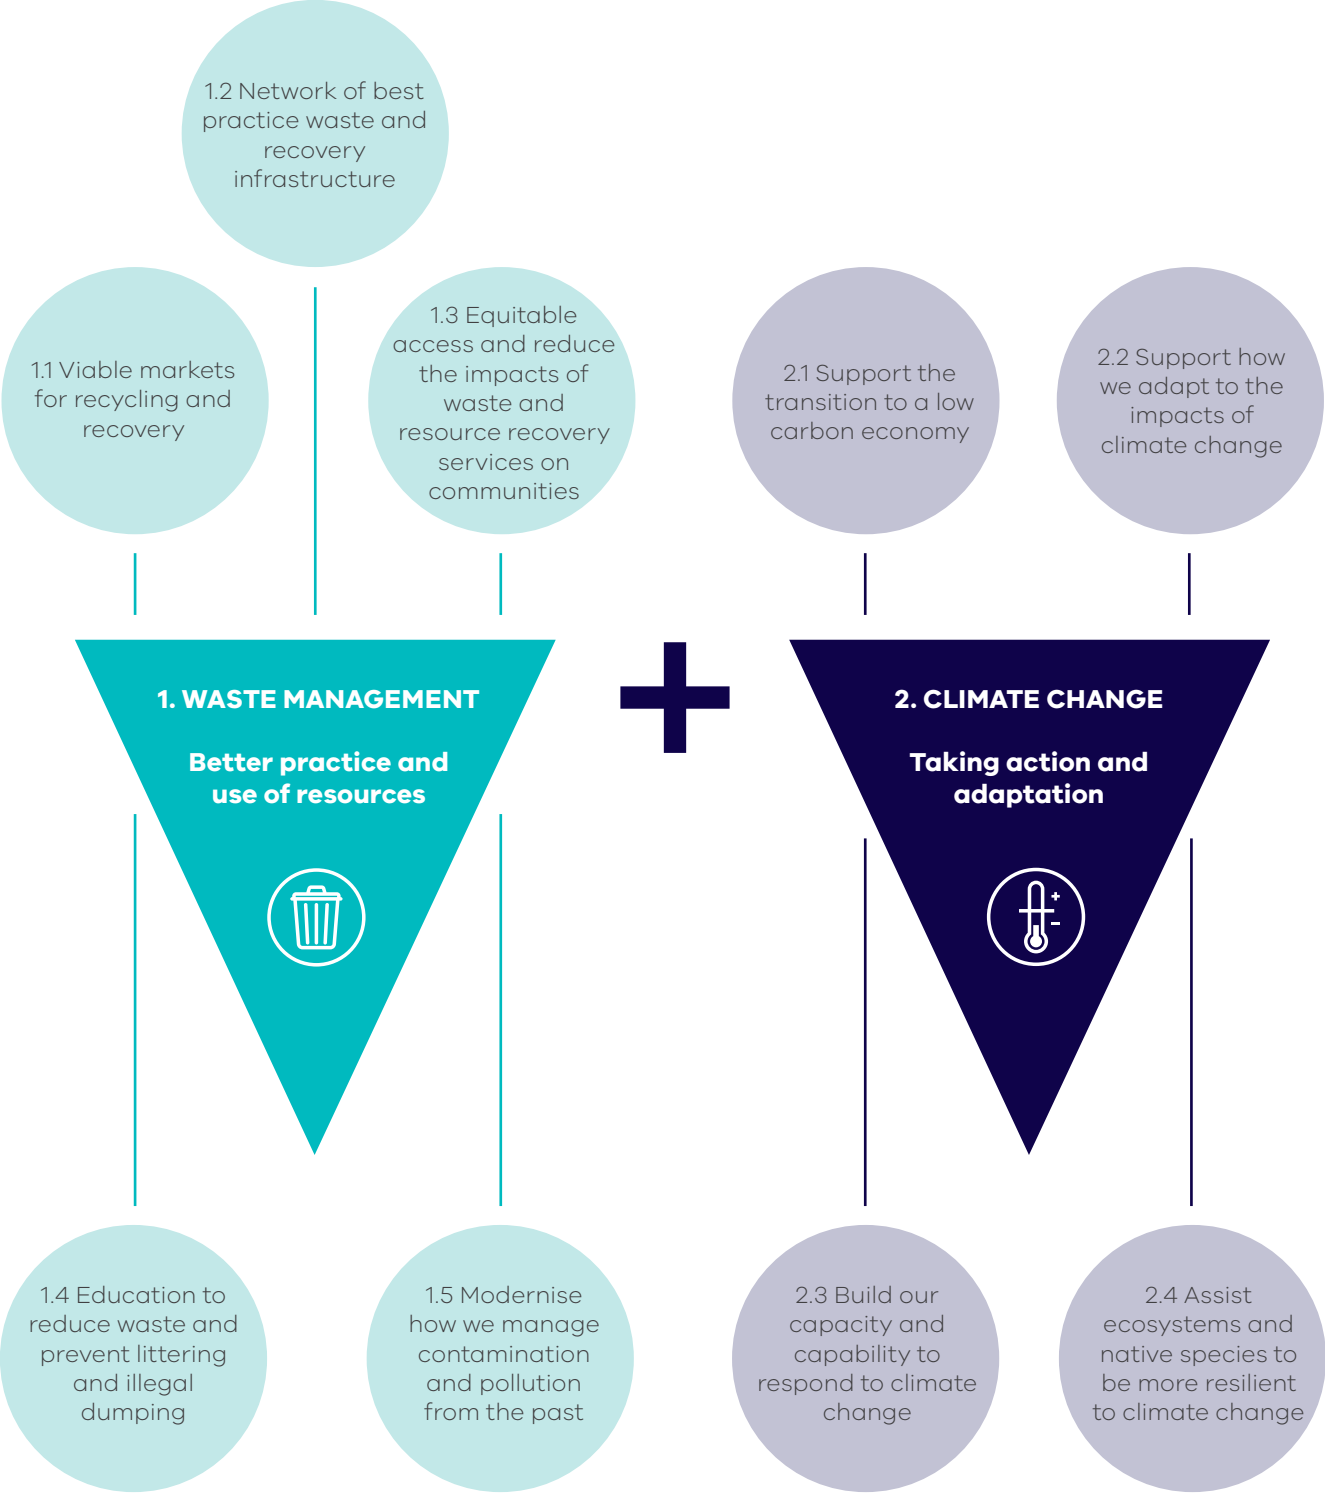 1.2 Network of best
practice waste and
recovery
infrastructure
1.1 Viable markets
for recycling and
recovery
1.3 Equitable
access and reduce
the impacts of
waste and
resource recovery
services on
communities
2.1 Support the
transition to a low
carbon economy
2.2 Support how
we adapt to the
impacts of
climate change
1. WASTE MANAGEMENT
Better practice and
use of resources
2. CLIMATE CHANGE
Taking action and
adaptation
1.4 Education to
reduce waste and
prevent littering
and illegal
dumping
1.5 Modernise
how we manage
contamination
and pollution
from the past
2.3 Build our
capacity and
capability to
respond to climate
change
2.4 Assist
ecosystems and
native species to
be more resilient
to climate change